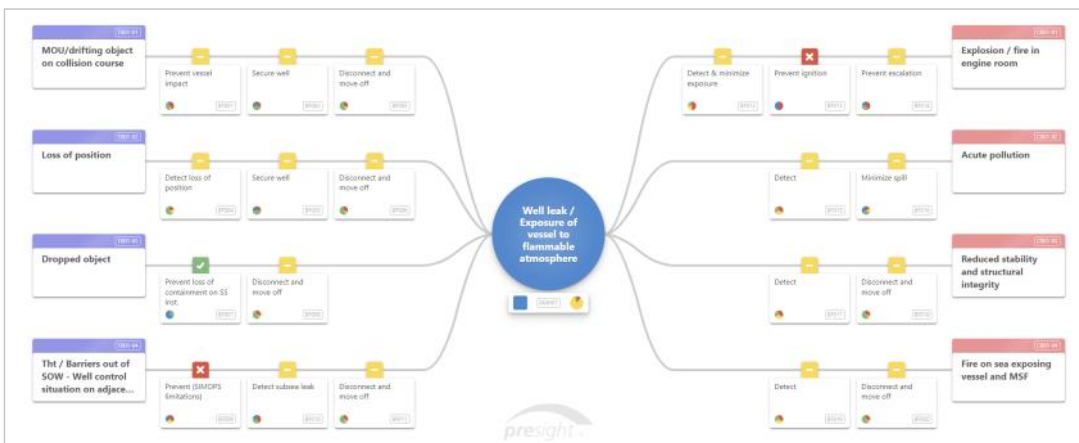 MOU/drifting object
on collision course
Prevent vessel
impact
Secure well
Disconnect and
move off
Detect & minimize
exposure
Prevent ignition
Prevent escalation
Explosion / fire in
engine room
Loss of position
Detect loss of
position
Secure well
Disconnect and
move off
Well leak /
Exposure of
vessel to
flammable
atmosphere
Detect
Minimize spill
Acute pollution
Dropped object
Prevent loss of
containment on SS
inst.
Disconnect and
move off
Detect
Disconnect and
move off
Reduced stability
and structural
integrity
Tht / Barriers out of
SOW - Well control
situation on adjace...
Prevent (SIMOPS
limitations)
Detect subsea leak
Disconnect and
move off
Detect
Disconnect and
move off
Fire on sea exposing
vessel and MSF
presight